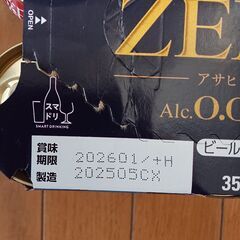 OPEN
ZE
アサヒ
スマ
ドリ
SMART DRINKING
Alc.0.0
ビール
賞味
期限
202601/+H
製造
202505CX
35